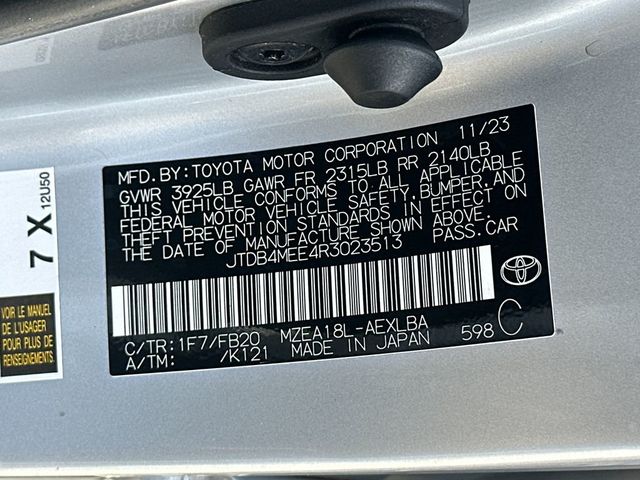 MFD. BY: TOYOTA MOTOR CORPORATION 11/23
GVWR 3925LB GAWR FR 2315LB RR 2140LB
THIS VEHICLE CONFORMS TO ALL APPLICABLE
FEDERAL MOTOR VEHICLE SAFETY, BUMPER, AND
THEFT PREVENTION STANDARDS IN EFFECT ON
THE DATE OF MANUFACTURE SHOWN ABOVE.
JTDB4MEE4R3023513 PASS. CAR
C/TR: 1F7/FB20 MZEA18L-AEXLBA 598 C
A/TM: /K121 MADE IN JAPAN
7 X
12U50
VOIR LE MANUEL
DE L'USAGER
POUR PLUS DE
RENSEIGNEMENTS